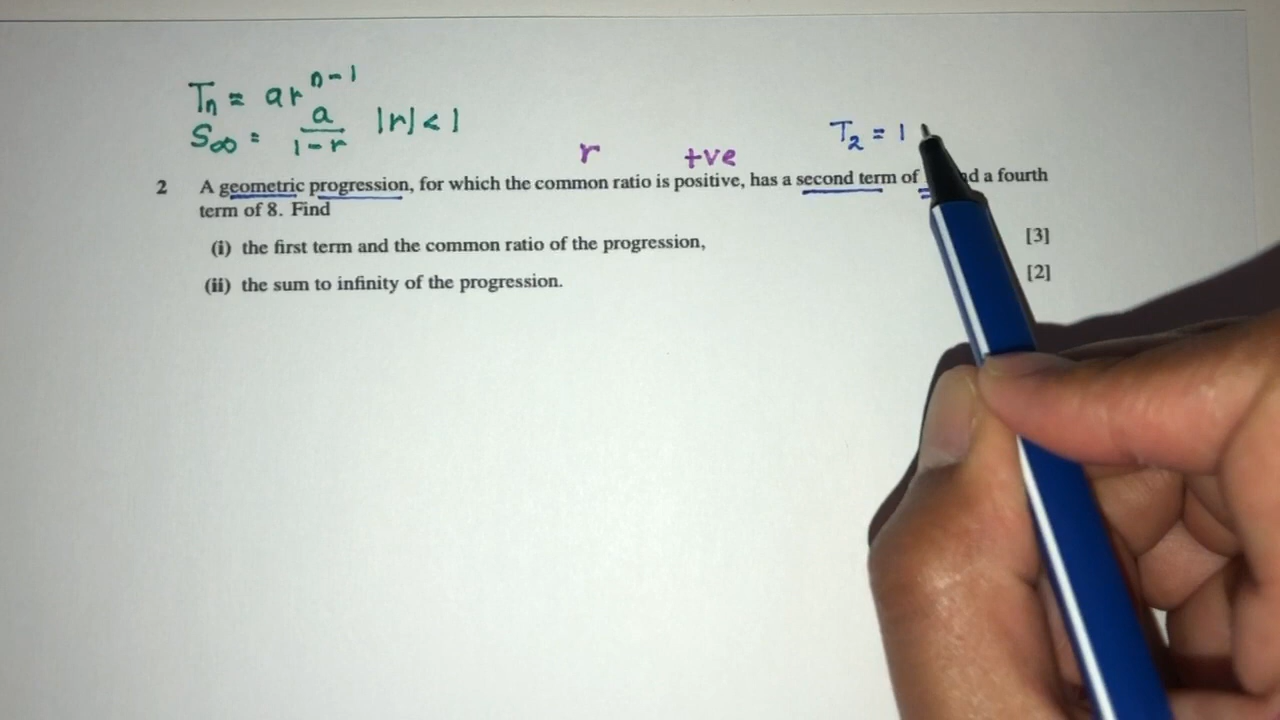 Tn = ar^n-1
S∞ = a/1-r |r| < 1
r +ve T2 = 1
2 A geometric progression, for which the common ratio is positive, has a second term of a fourth
term of 8. Find
(i) the first term and the common ratio of the progression, [3]
(ii) the sum to infinity of the progression. [2]